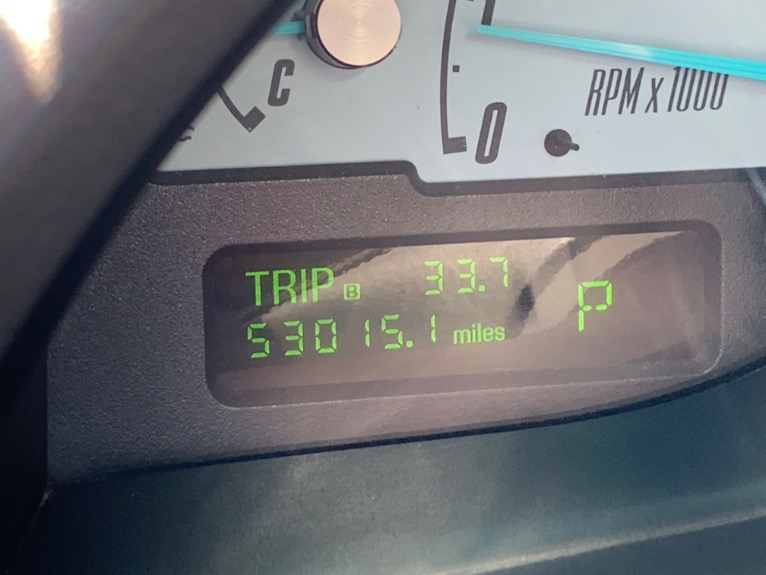 C
0
RPM x 1000
TRIP B 33.7
P
53015.1 miles